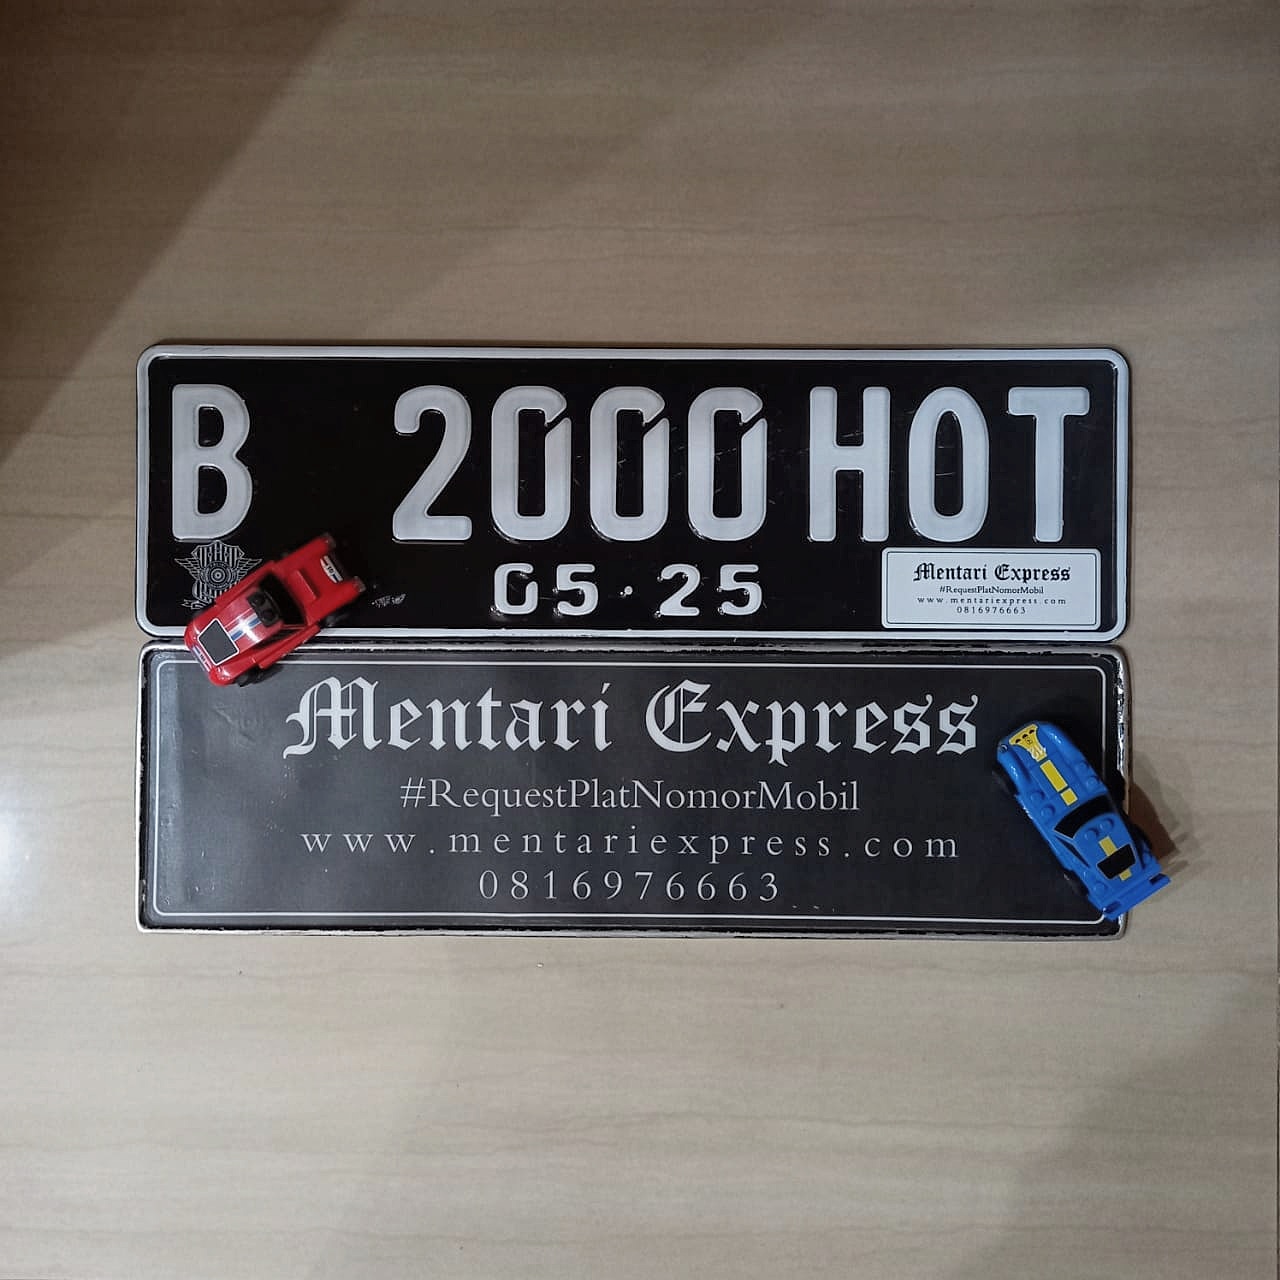 B 2000 HOT
05·25
Mentari Express
#RequestPlatNomorMobil
www.mentariexpress.com
0816976663
Mentari Express
#RequestPlatNomorMobil
www.mentariexpress.com
0816976663